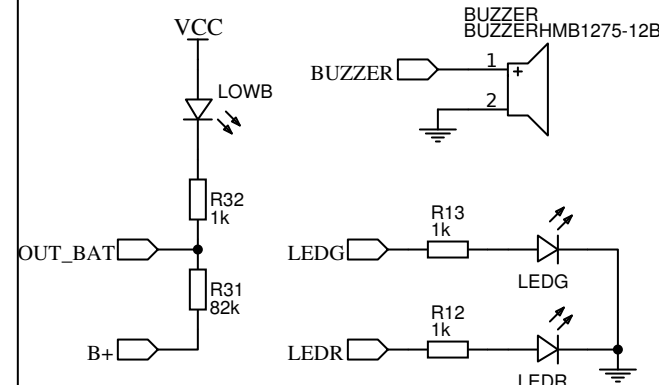 VCC
LOWB
R32
1k
OUT_BAT
R31
82k
B+
BUZZER
BUZZERHMB1275-12B
BUZZER
1
+
2
R13
1k
LEDG
LEDG
R12
1k
LEDR
LEDR